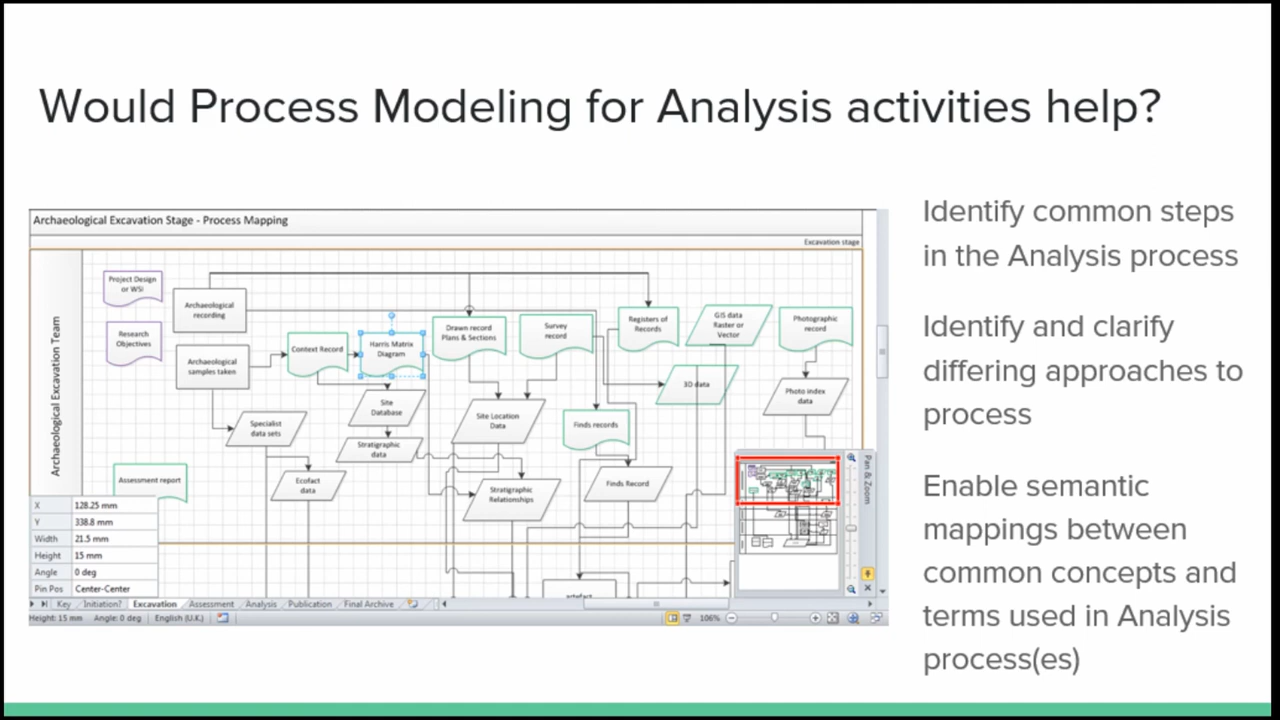 Would Process Modeling for Analysis activities help?
Archaeological Excavation Stage - Process Mapping
Excavation stage
Archaeological Excavation Team
Project Design
or WSI
Archaeological
recording
Research
Objectives
Archaeological
samples taken
Context Record
Harris Matrix
Diagram
Drawn record
Plans & Sections
Survey
record
Registers of
Records
GIS data
Raster or
Vector
Photographic
record
3D data
Photo index
data
Site
Database
Specialist
data sets
Site Location
Data
Finds records
Stratigraphic
data
Assessment report
Ecofact
data
Stratigraphic
Relationships
Finds Record
Pan & Zoom
X 128.25 mm
Y 338.8 mm
Width 21.5 mm
Height 15 mm
Angle 0 deg
Pin Pos Center-Center
Key Initiation? Excavation Assessment Analysis Publication Final Archive
Height: 15 mm Angle: 0 deg English (U.K.) 106%
Identify common steps
in the Analysis process
Identify and clarify
differing approaches to
process
Enable semantic
mappings between
common concepts and
terms used in Analysis
process(es)